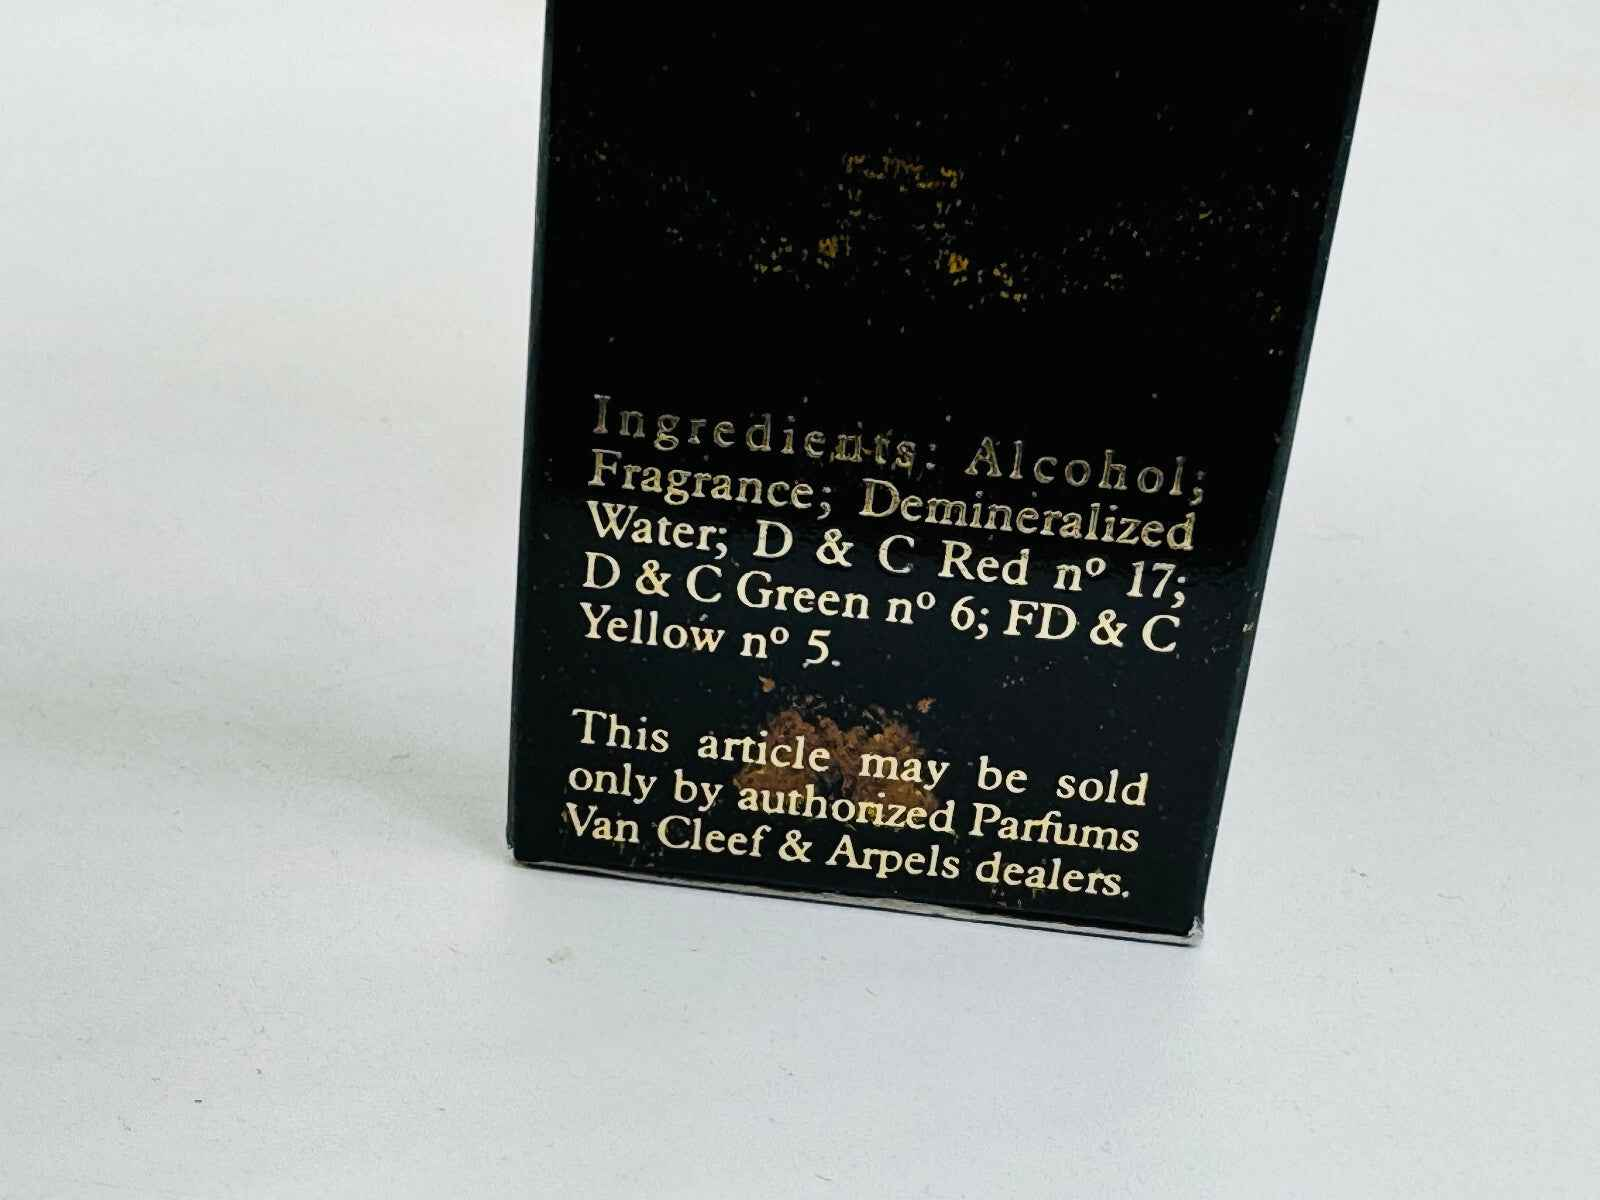 Ingredients: Alcohol;
Fragrance; Demineralized
Water; D & C Red nº 17;
D & C Green nº 6; FD & C
Yellow nº 5.
This article may be sold
only by authorized Parfums
Van Cleef & Arpels dealers.